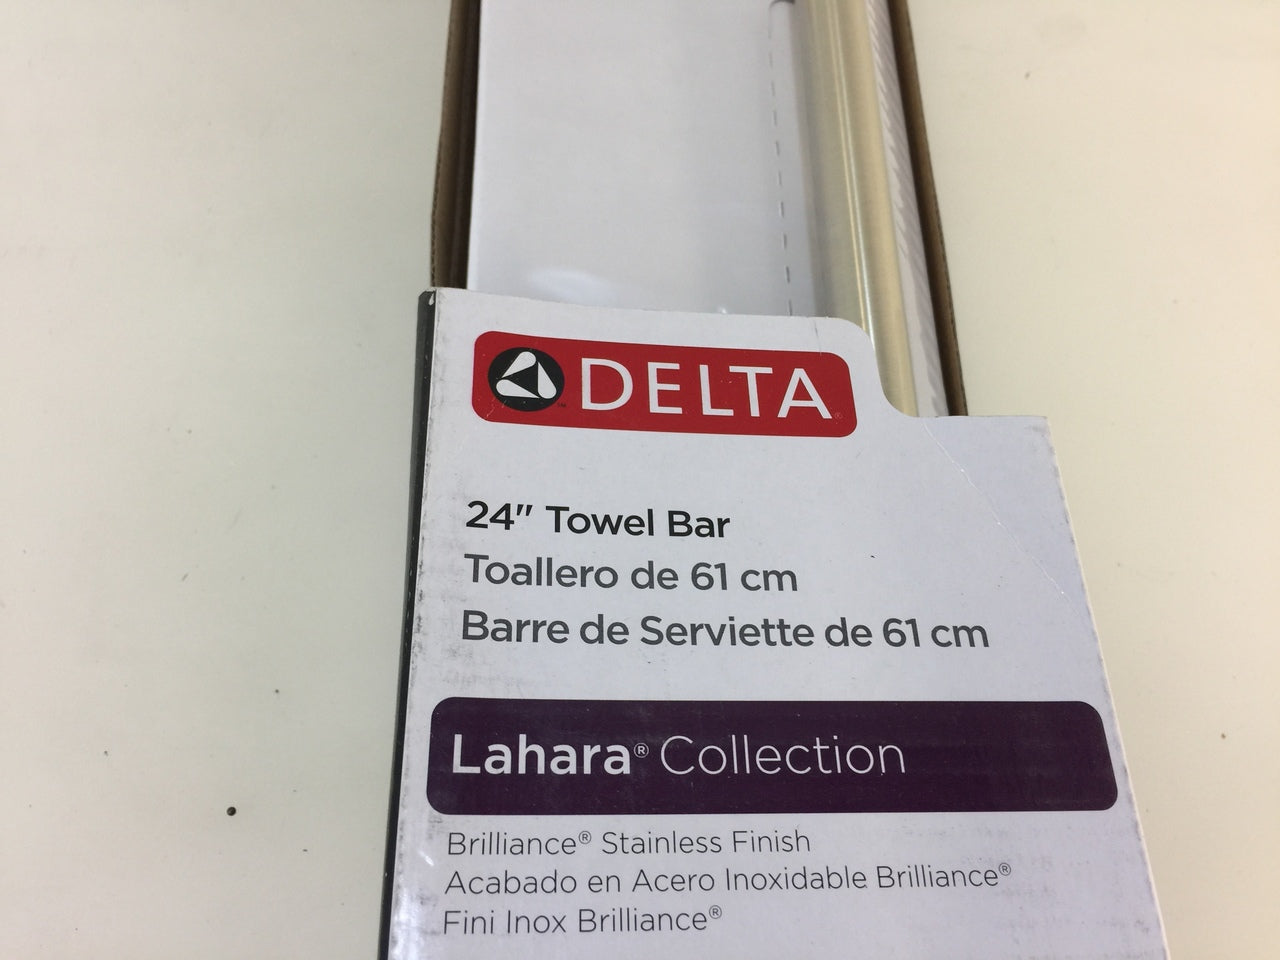 DELTA
24" Towel Bar
Toallero de 61 cm
Barre de Serviette de 61 cm
Lahara® Collection
Brilliance® Stainless Finish
Acabado en Acero Inoxidable Brilliance®
Fini Inox Brilliance®